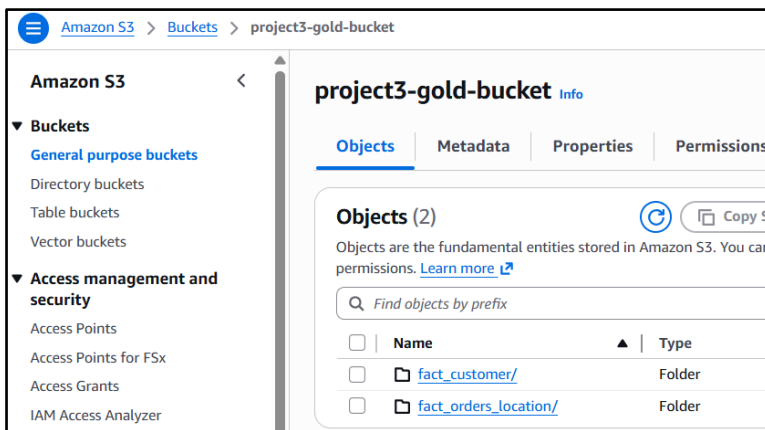 Amazon S3 > Buckets > project3-gold-bucket
Amazon S3
Buckets
General purpose buckets
Directory buckets
Table buckets
Vector buckets
Access management and
security
Access Points
Access Points for FSx
Access Grants
IAM Access Analyzer
project3-gold-bucket Info
Objects Metadata Properties Permissions
Objects (2)
Copy S
Objects are the fundamental entities stored in Amazon S3. You can
permissions. Learn more
Find objects by prefix
Name Type
fact_customer/ Folder
fact_orders_location/ Folder